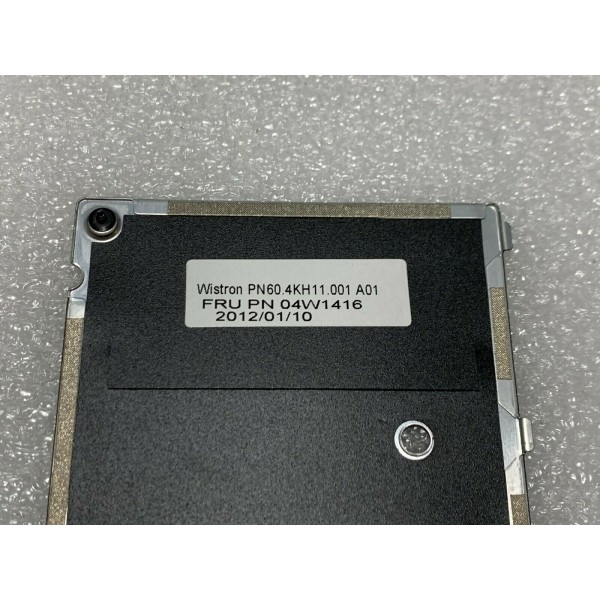 Wistron PN60.4KH11.001 A01
FRU PN 04W1416
2012/01/10